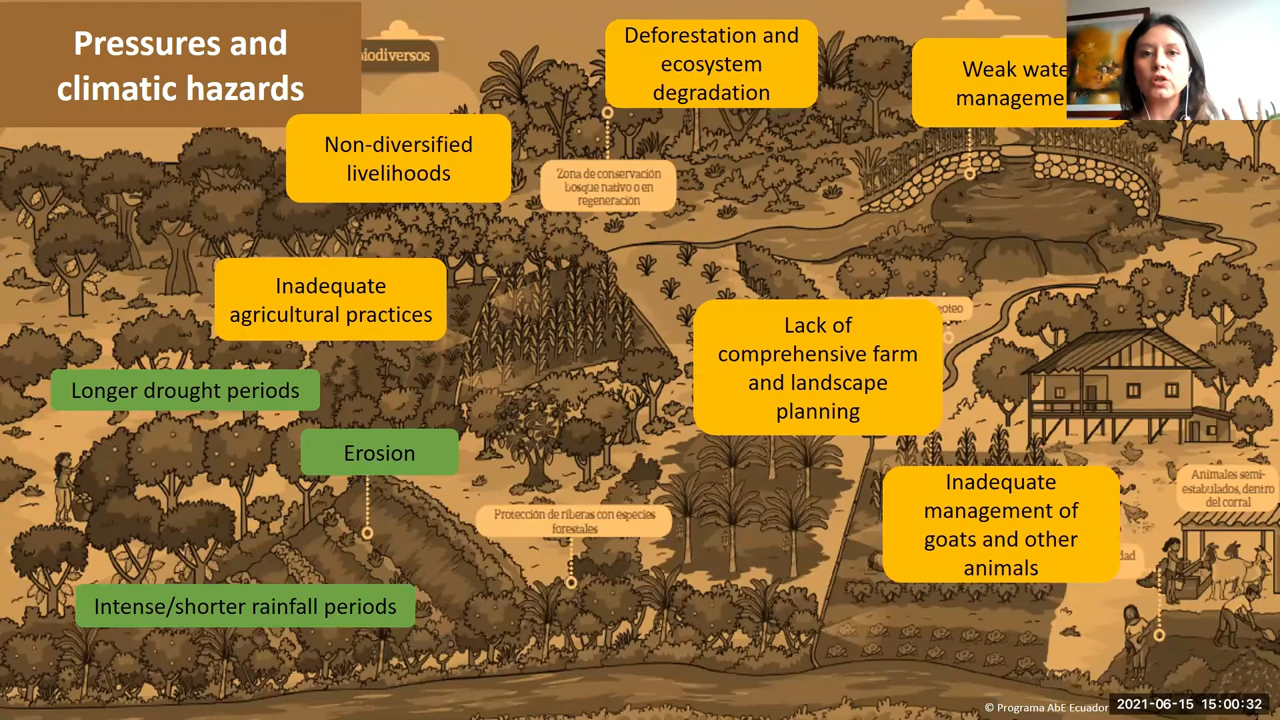 Pressures and
climatic hazards
biodiversos
Deforestation and
ecosystem
degradation
Weak wate
manageme
Non-diversified
livelihoods
Zona de conservación
bosque nativo o en
regeneración
Inadequate
agricultural practices
oteo
Lack of
comprehensive farm
and landscape
planning
Longer drought periods
Erosion
Inadequate
management of
goats and other
animals
Animales semi-
estabulados, dentro
del corral
Protección de riberas con especies
forestales
dad
Intense/shorter rainfall periods
© Programa AbE Ecuador
2021-06-15 15:00:32